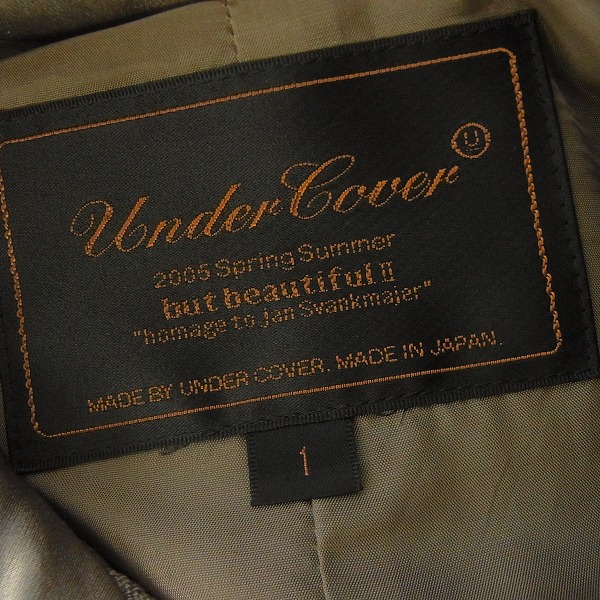 UnderCover U
2005 Spring Summer
but beautiful II
"homage to Jan Svankmajer"
MADE BY UNDER COVER. MADE IN JAPAN.
1